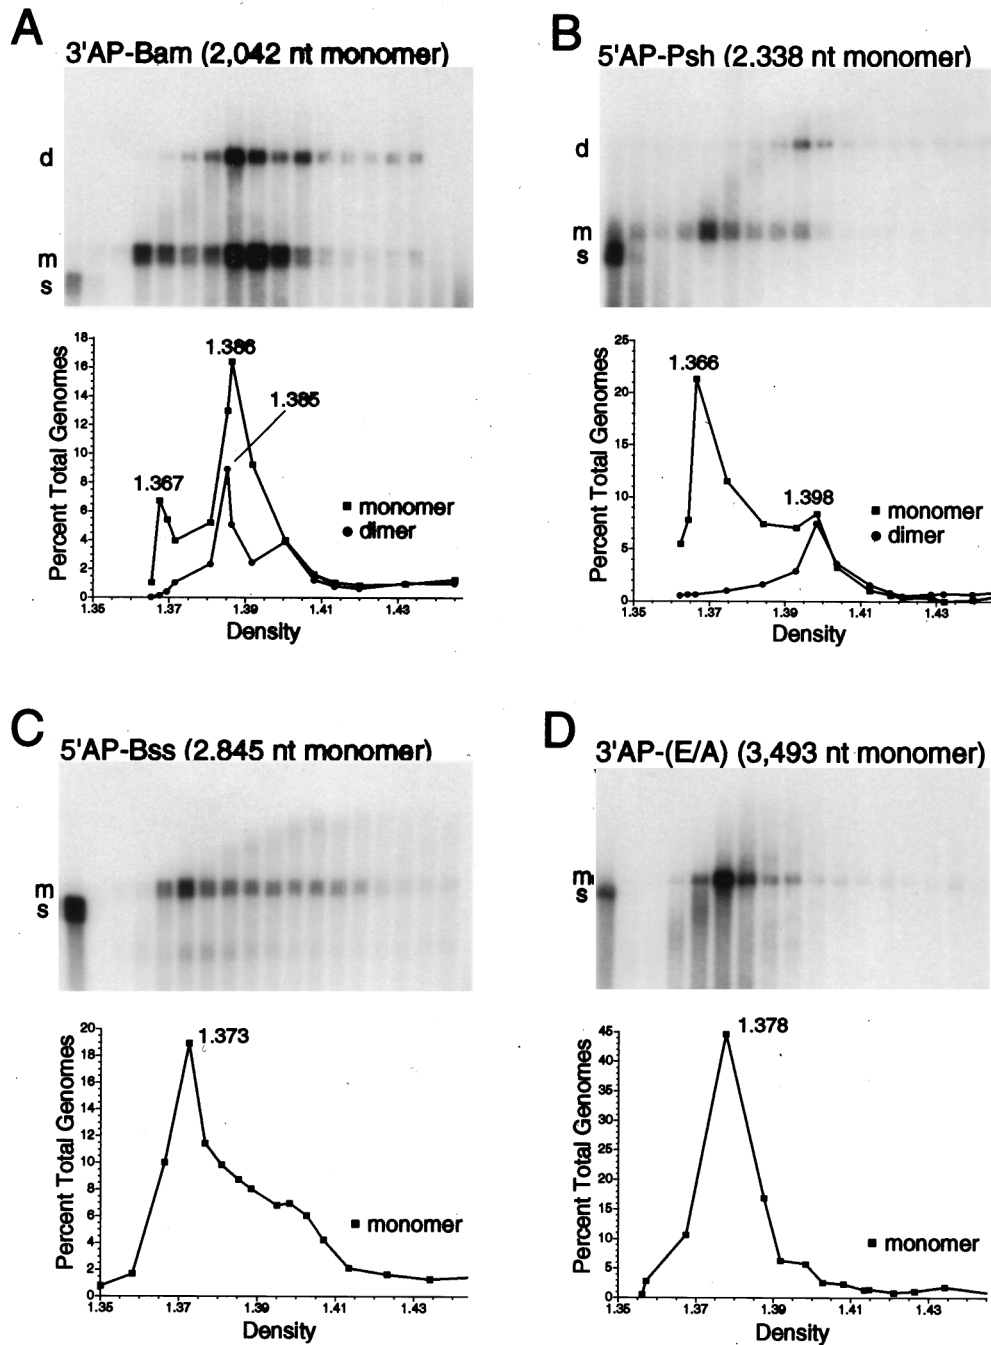 A
3'AP-Bam (2,042 nt monomer)
d
m
s
18
16
14
12
10
8
6
4
2
0
Percent Total Genomes
1.367
1.386
1.385
monomer
dimer
1.35
1.37
1.39
1.41
1.43
Density
B
5'AP-Psh (2.338 nt monomer)
d
m
s
25
20
15
10
5
0
Percent Total Genomes
1.366
1.398
monomer
dimer
1.35
1.37
1.39
1.41
1.43
Density
C
5'AP-Bss (2.845 nt monomer)
m
s
20
18
16
14
12
10
8
6
4
2
0
Percent Total Genomes
1.373
monomer
1.35
1.37
1.39
1.41
1.43
Density
D
3'AP-(E/A) (3,493 nt monomer)
m
s
45
40
35
30
25
20
15
10
5
0
Percent Total Genomes
1.378
monomer
1.35
1.37
1.39
1.41
1.43
Density